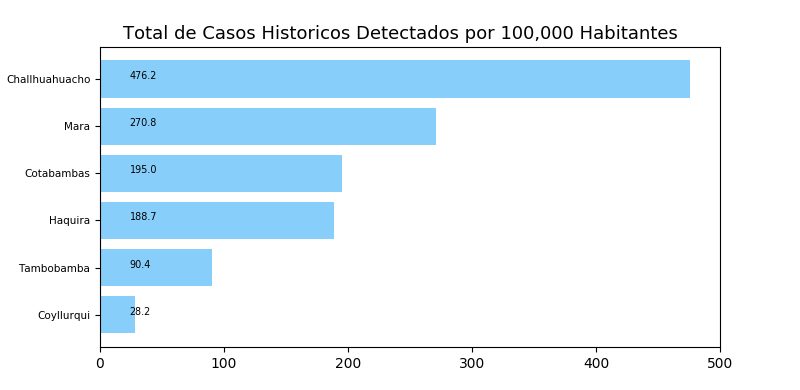 Total de Casos Historicos Detectados por 100,000 Habitantes
Challhuahuacho 476.2
Mara 270.8
Cotabambas 195.0
Haquira 188.7
Tambobamba 90.4
Coyllurqui 28.2
0 100 200 300 400 500